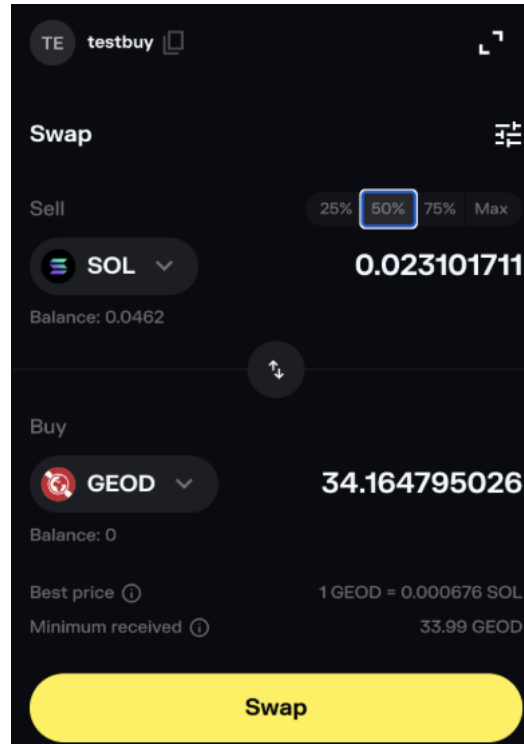 TE testbuy
Swap
Sell 25% 50% 75% Max
SOL 0.023101711
Balance: 0.0462
Buy
GEOD 34.164795026
Balance: 0
Best price 1 GEOD = 0.000676 SOL
Minimum received 33.99 GEOD
Swap